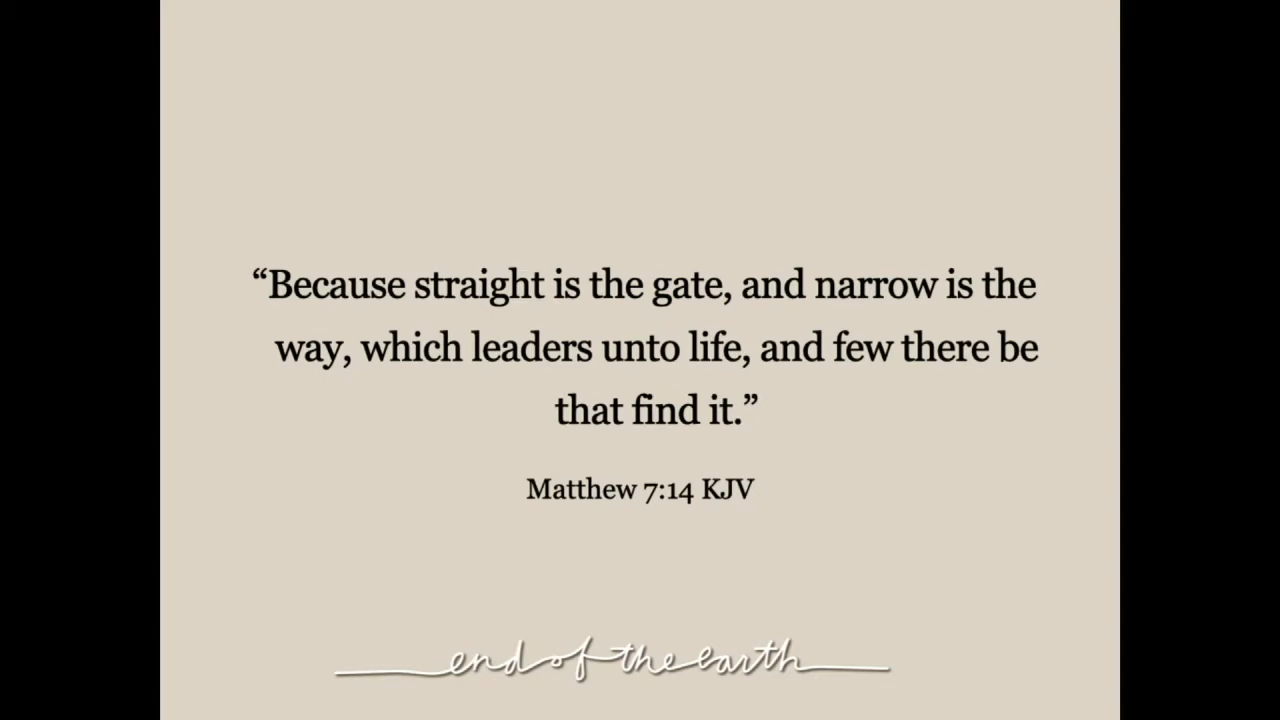 “Because straight is the gate, and narrow is the
way, which leaders unto life, and few there be
that find it.”
Matthew 7:14 KJV
end of the earth